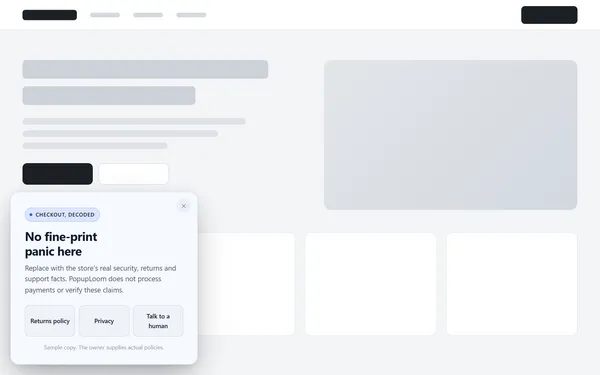 CHECKOUT, DECODED
No fine-print
panic here
Replace with the store's real security, returns and
support facts. PopupLoom does not process
payments or verify these claims.
Returns policy
Privacy
Talk to a
human
Sample copy. The owner supplies actual policies.